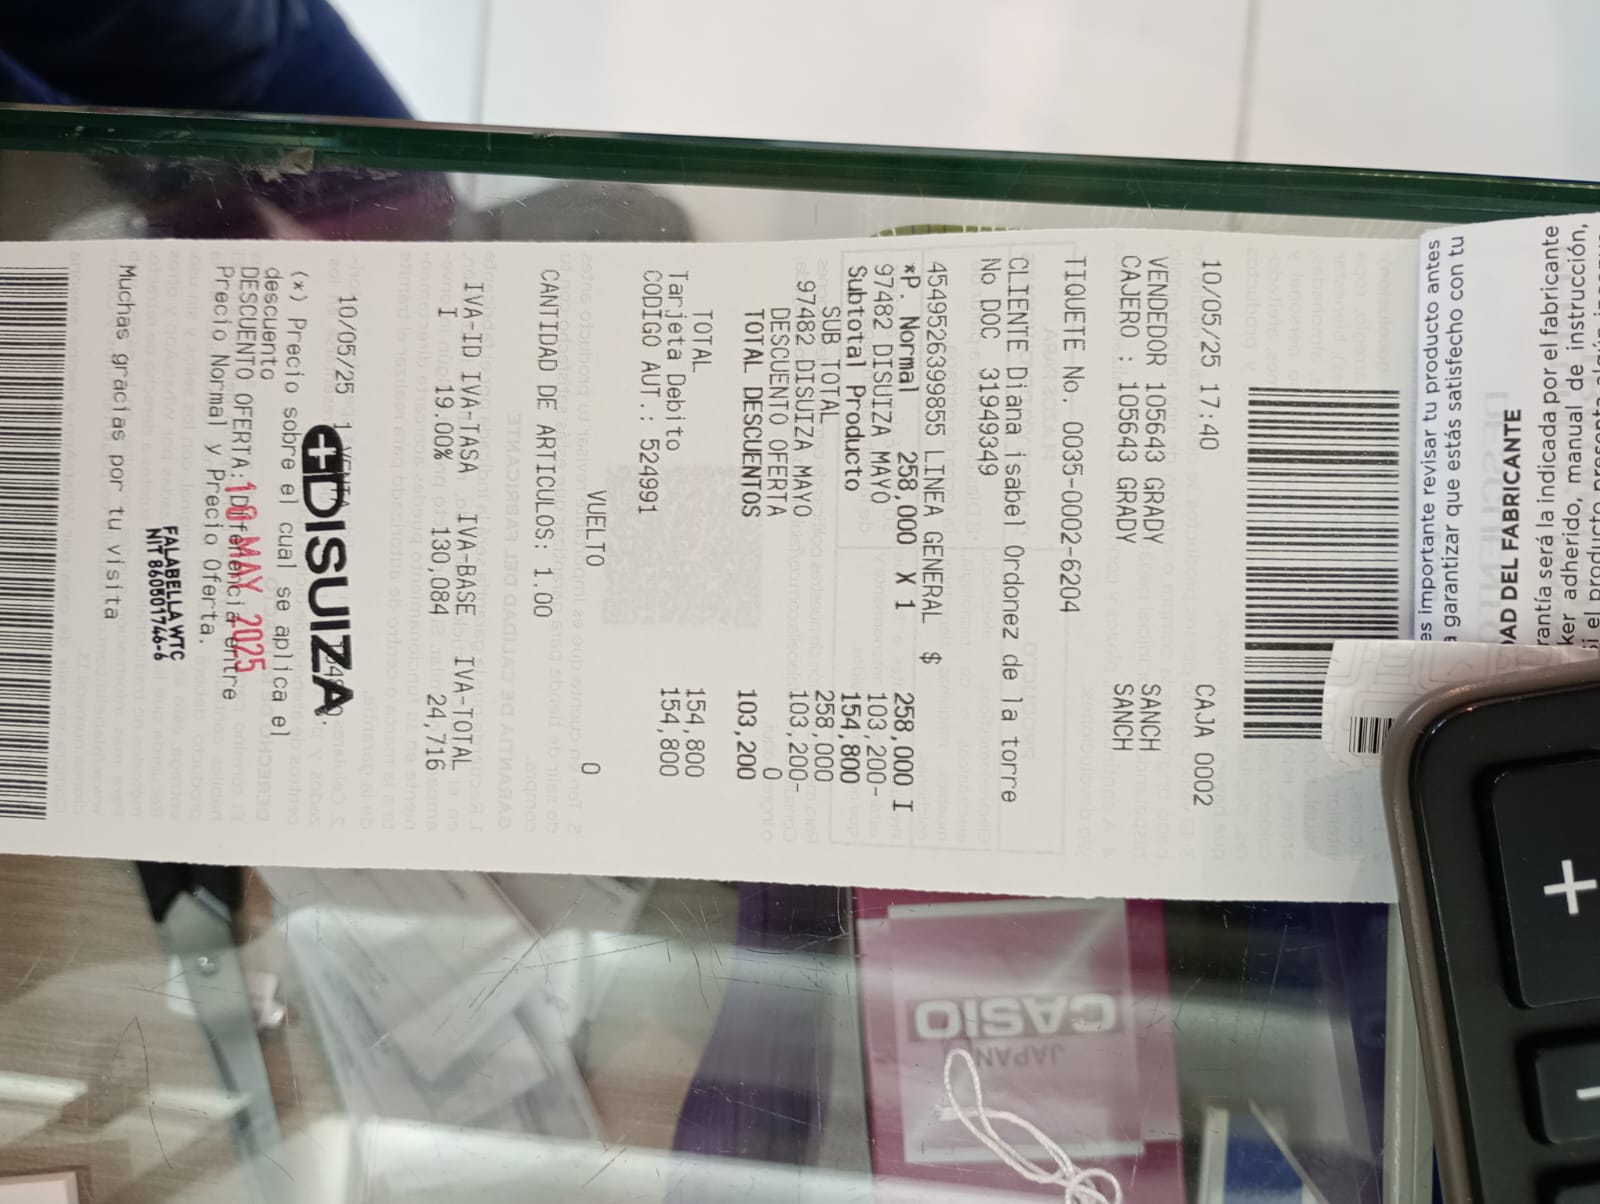 es importante revisar tu producto antes
garantizar que estás satisfecho con tu
DAD DEL FABRICANTE
rantía será la indicada por el fabricante
ker adherido, manual de instrucción,
10/05/25 17:40 CAJA 0002
VENDEDOR 105643 GRADY SANCH
CAJERO : 105643 GRADY SANCH
TIQUETE No. 0035-0002-6204
CLIENTE Diana isabel Ordonez de la torre
No DOC 31949349
4549526399855 LINEA GENERAL $
*P. Normal 258,000 X 1 258,000 I
97482 DISUIZA MAYO 103,200-
Subtotal Producto 154,800
SUB TOTAL 258,000
97482 DISUIZA MAYO 103,200-
DESCUENTO OFERTA 0
TOTAL DESCUENTOS 103,200
TOTAL 154,800
Tarjeta Debito 154,800
CODIGO AUT.: 524991
VUELTO 0
CANTIDAD DE ARTICULOS: 1.00
IVA-ID IVA-TASA IVA-BASE IVA-TOTAL
I 19.00% 130,084 24,716
10/05/25
+DISUIZA.
(*) Precio sobre el cual se aplica el
descuento
DESCUENTO OFERTA: Diferencia entre
Precio Normal y Precio Oferta.
10 MAY 2025
FALABELLA WTC
NIT 860501746-6
Muchas gracias por tu visita
CASIO
JAPAN
+
-